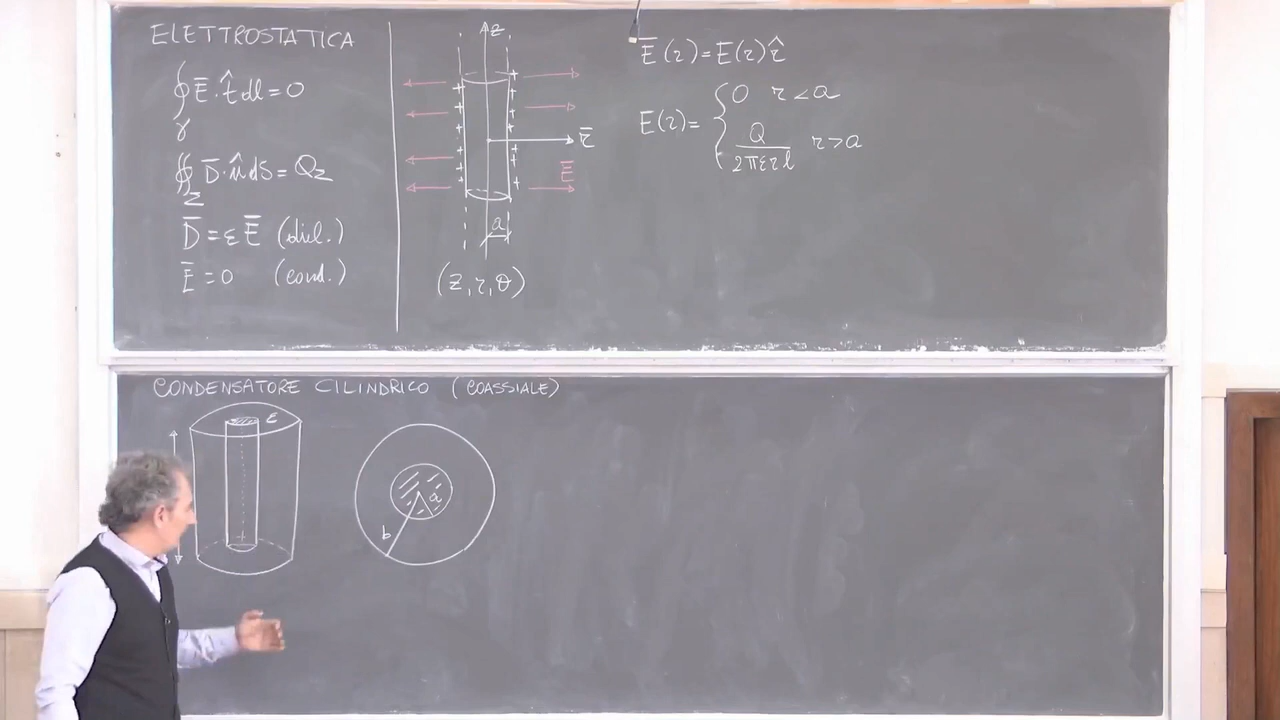 ELETTROSTATICA
∮ Ē·t̂ dl = 0
γ
∯ D̄·n̂ dS = Q_Σ
Σ
D̄ = ε Ē (diel.)
Ē = 0 (cond.)
z
r̄
Ē
a
(z, r, θ)
Ē(r) = E(r) r̂
E(r) = { 0 r < a
Q / 2πεrl r > a
CONDENSATORE CILINDRICO (COASSIALE)
ε
a
b